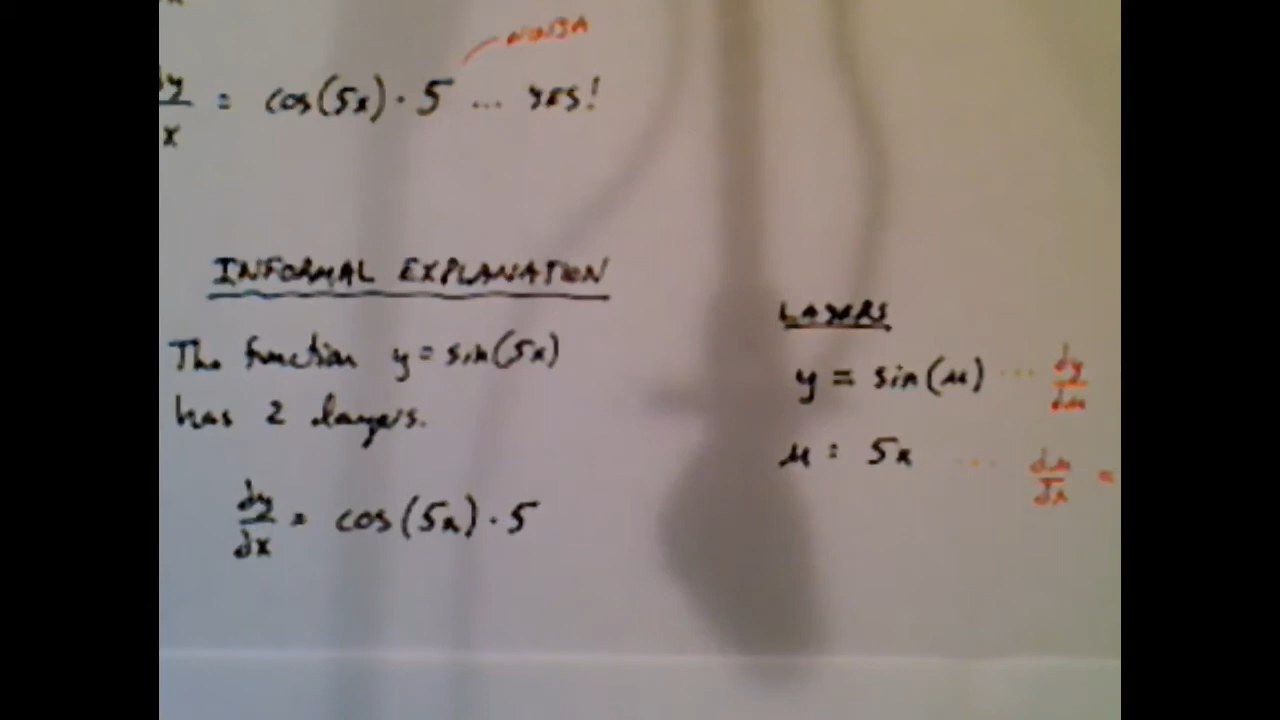 NINJA
dy
= cos(5x) · 5 ... YES!
x
INFORMAL EXPLANATION
The function y = sin(5x)
has 2 layers.
dy/dx = cos(5x) · 5
LAYERS
y = sin(u) ... dy/du
u = 5x ... du/dx =